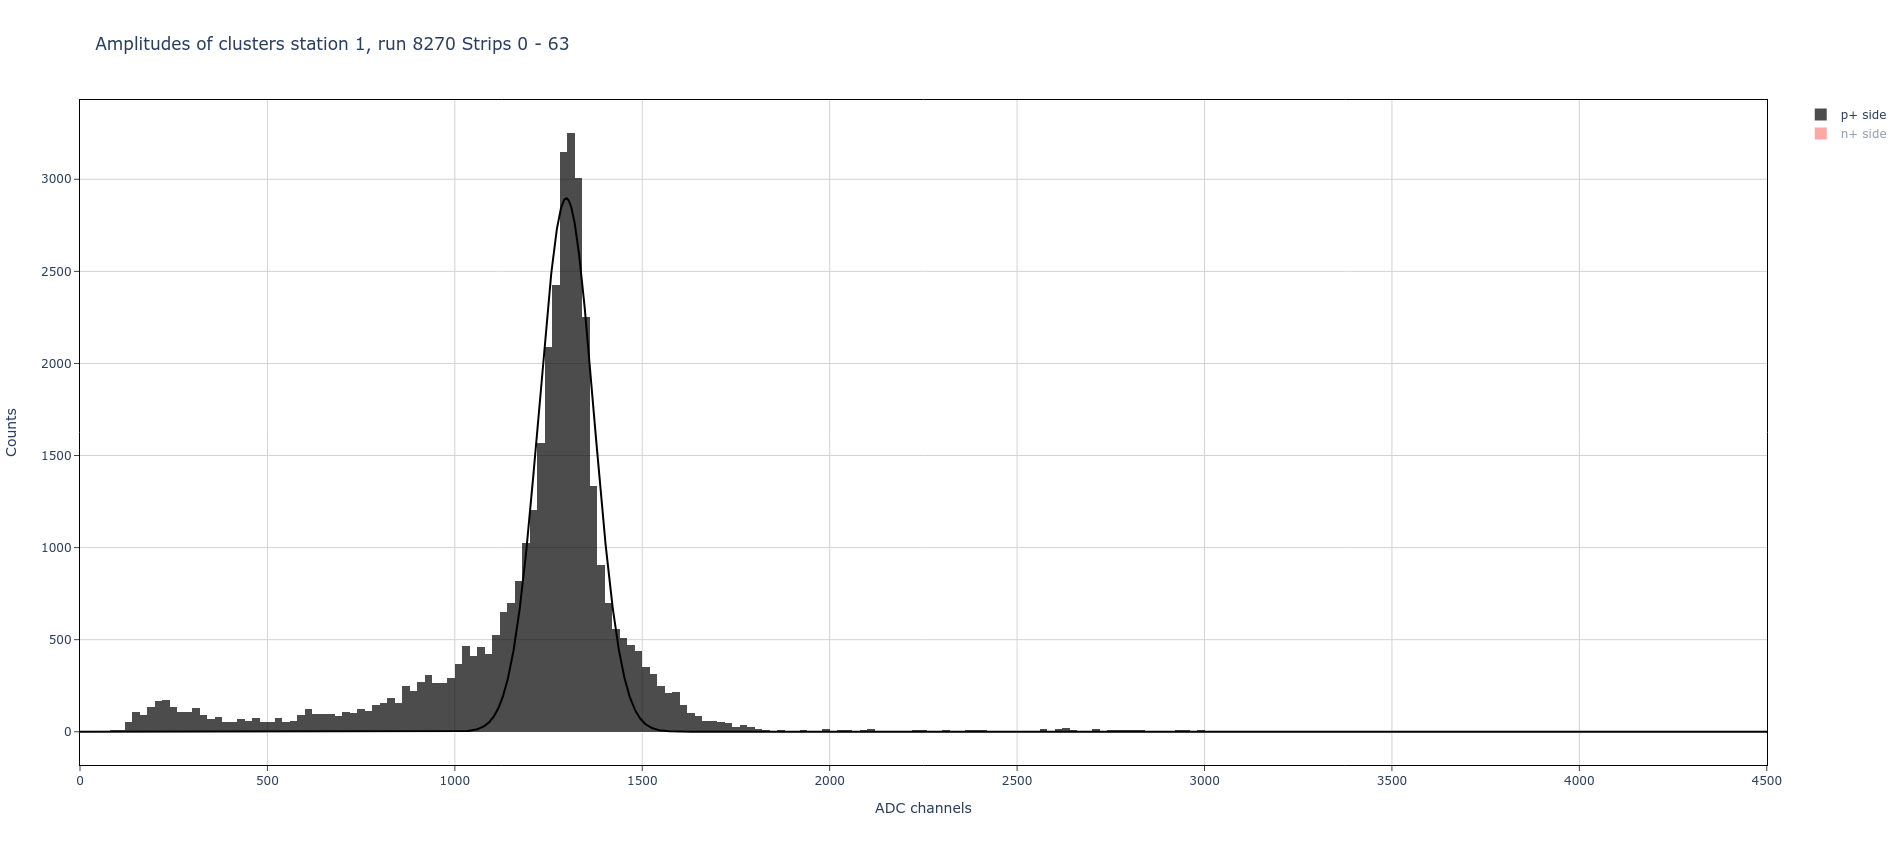 Amplitudes of clusters station 1, run 8270 Strips 0 - 63
p+ side
n+ side
3000
2500
2000
1500
1000
500
0
Counts
0 500 1000 1500 2000 2500 3000 3500 4000 4500
ADC channels